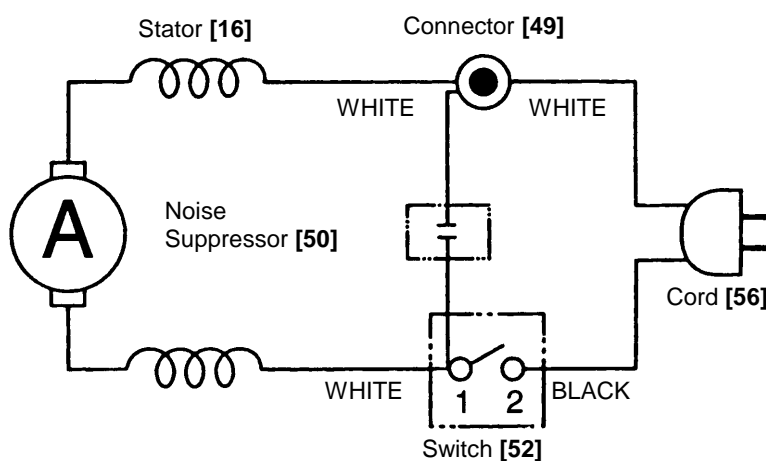 Stator [16]
Connector [49]
WHITE
WHITE
A
Noise
Suppressor [50]
Cord [56]
WHITE
1 2
BLACK
Switch [52]